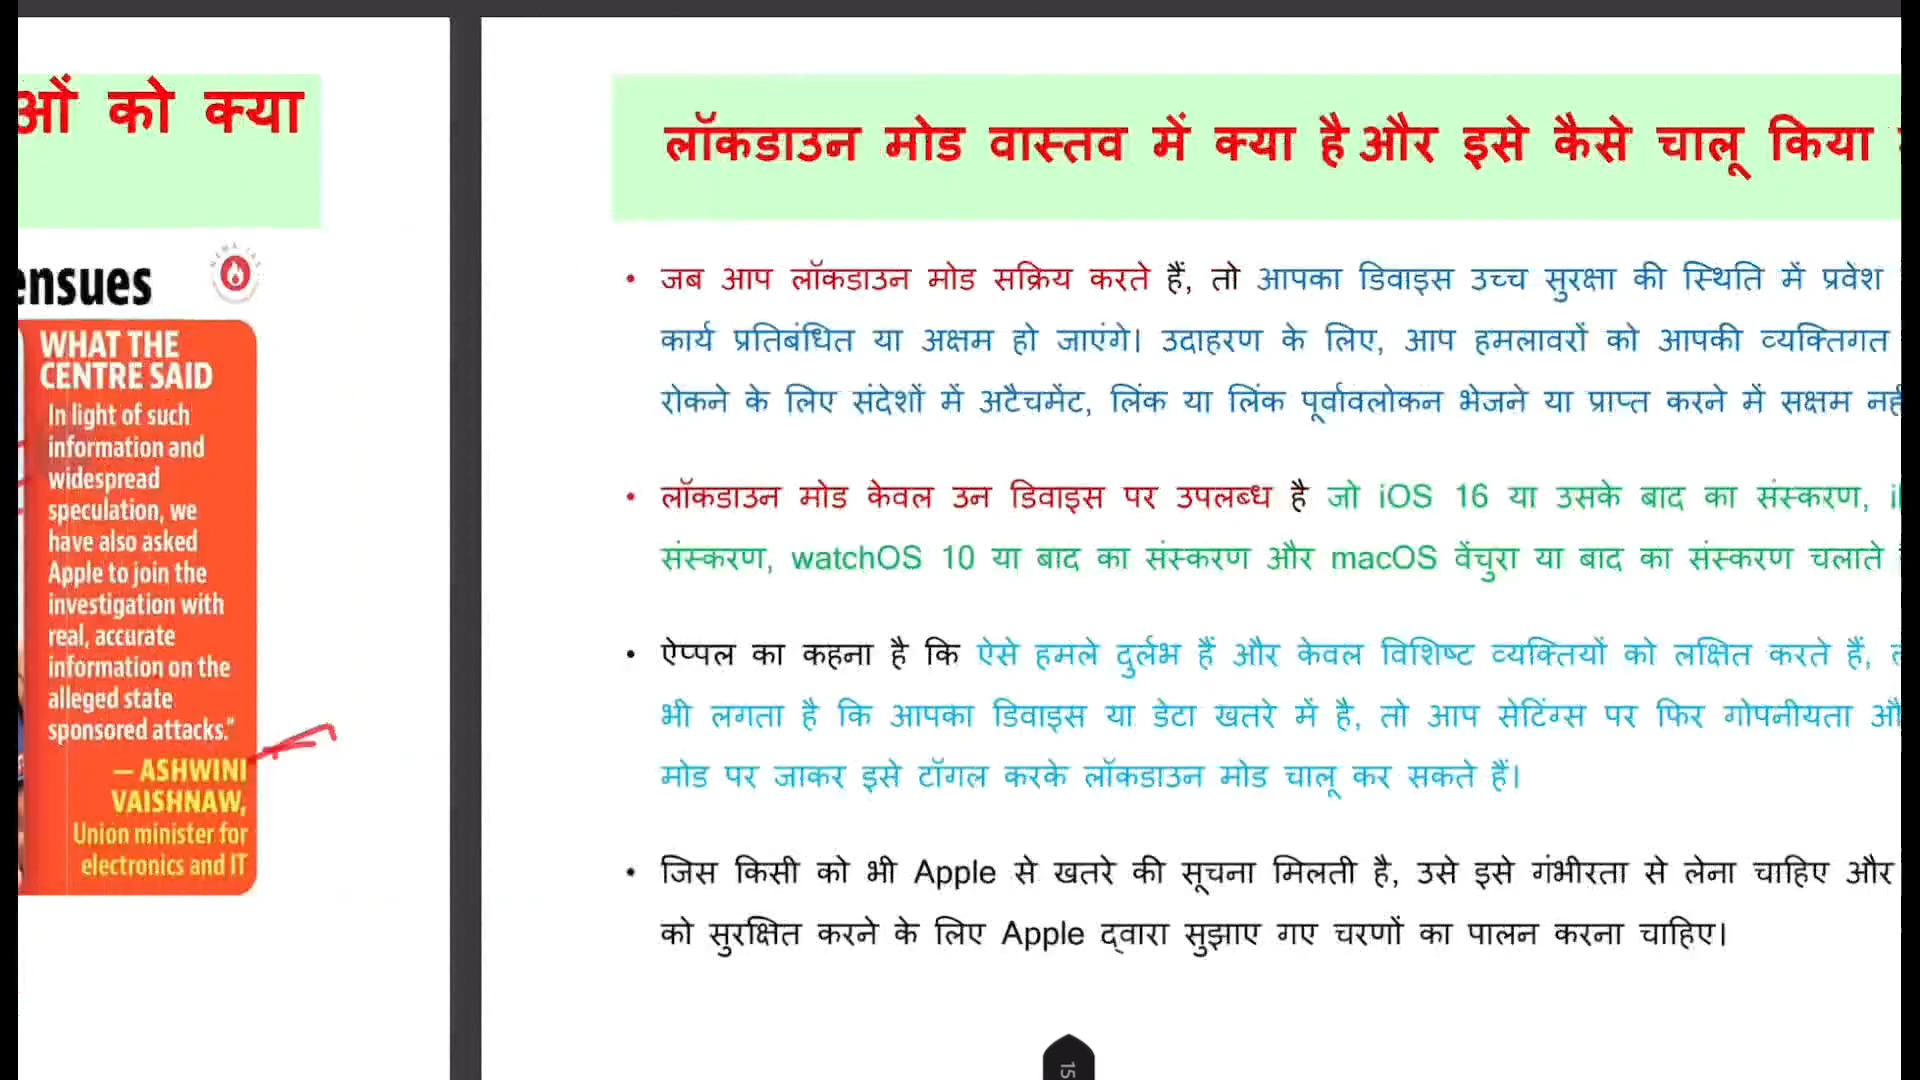 ओं को क्या
ensues
WHAT THE
CENTRE SAID
In light of such
information and
widespread
speculation, we
have also asked
Apple to join the
investigation with
real, accurate
information on the
alleged state
sponsored attacks."
– ASHWINI
VAISHNAW,
Union minister for
electronics and IT
लॉकडाउन मोड वास्तव में क्या है और इसे कैसे चालू किया
• जब आप लॉकडाउन मोड सक्रिय करते हैं, तो आपका डिवाइस उच्च सुरक्षा की स्थिति में प्रवेश
कार्य प्रतिबंधित या अक्षम हो जाएंगे। उदाहरण के लिए, आप हमलावरों को आपकी व्यक्तिगत
रोकने के लिए संदेशों में अटैचमेंट, लिंक या लिंक पूर्वावलोकन भेजने या प्राप्त करने में सक्षम नहीं
• लॉकडाउन मोड केवल उन डिवाइस पर उपलब्ध है जो iOS 16 या उसके बाद का संस्करण,
संस्करण, watchOS 10 या बाद का संस्करण और macOS वेंचुरा या बाद का संस्करण चलाते
• ऐप्पल का कहना है कि ऐसे हमले दुर्लभ हैं और केवल विशिष्ट व्यक्तियों को लक्षित करते हैं,
भी लगता है कि आपका डिवाइस या डेटा खतरे में है, तो आप सेटिंग्स पर फिर गोपनीयता
मोड पर जाकर इसे टॉगल करके लॉकडाउन मोड चालू कर सकते हैं।
• जिस किसी को भी Apple से खतरे की सूचना मिलती है, उसे इसे गंभीरता से लेना चाहिए और
को सुरक्षित करने के लिए Apple द्वारा सुझाए गए चरणों का पालन करना चाहिए।
15